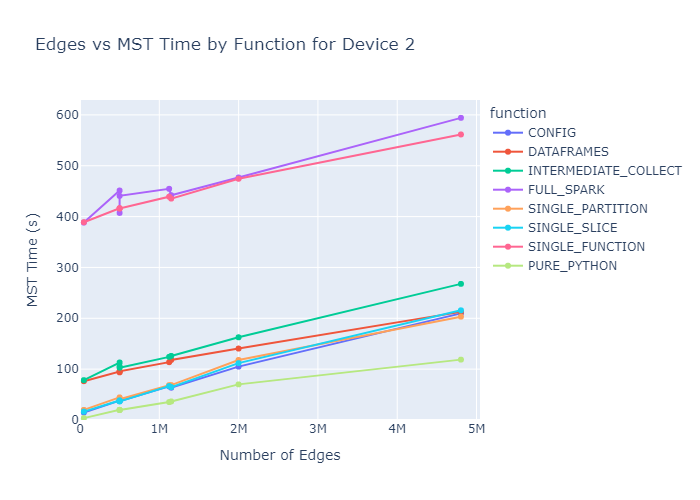 Edges vs MST Time by Function for Device 2
function
CONFIG
DATAFRAMES
INTERMEDIATE_COLLECT
FULL_SPARK
SINGLE_PARTITION
SINGLE_SLICE
SINGLE_FUNCTION
PURE_PYTHON
MST Time (s)
600
500
400
300
200
100
0
0 1M 2M 3M 4M 5M
Number of Edges